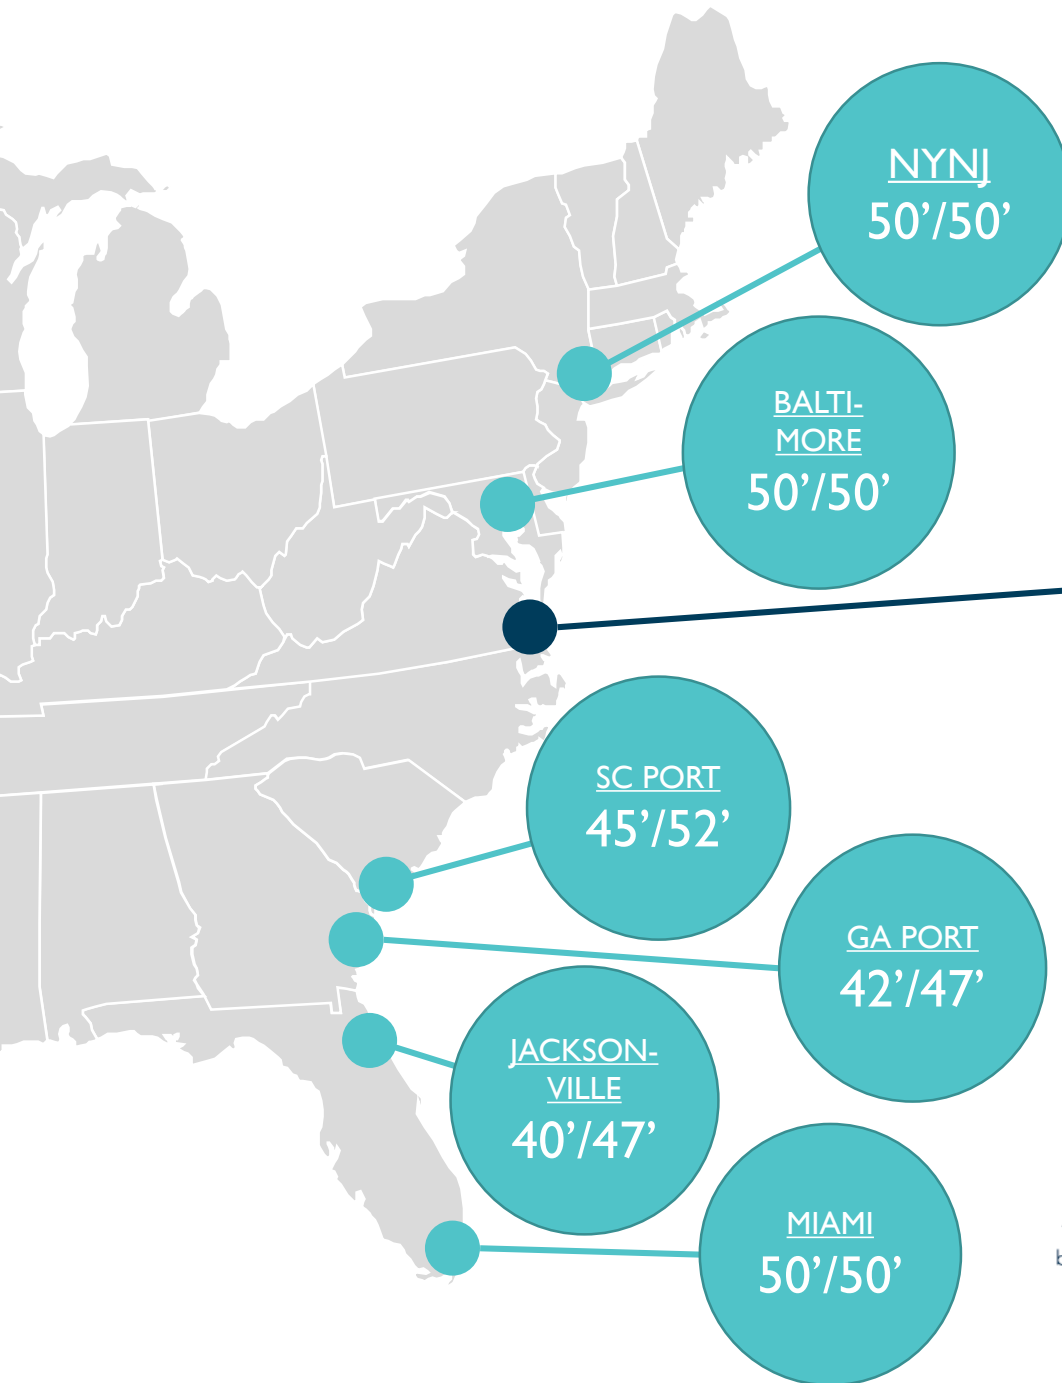 NYNJ
50’/50’
BALTI-
MORE
50’/50’
SC PORT
45’/52’
GA PORT
42’/47’
JACKSON-
VILLE
40’/47’
MIAMI
50’/50’